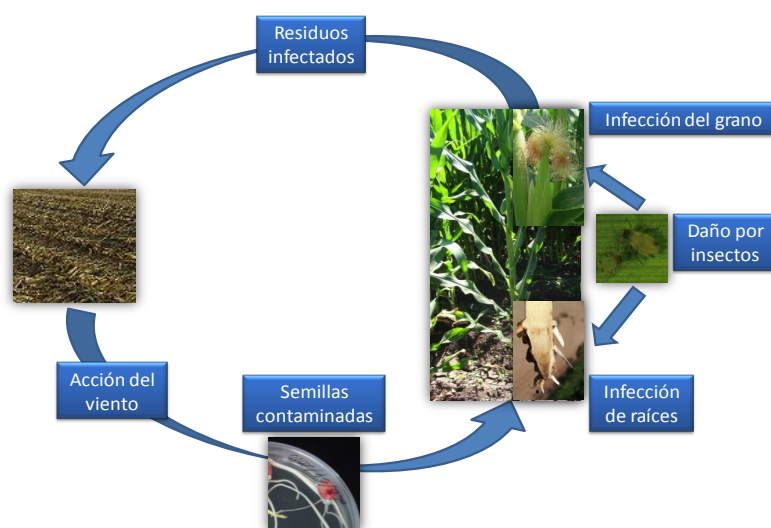 Residuos
infectados
Infección del grano
Daño por
insectos
Acción del
viento
Semillas
contaminadas
Infección
de raíces